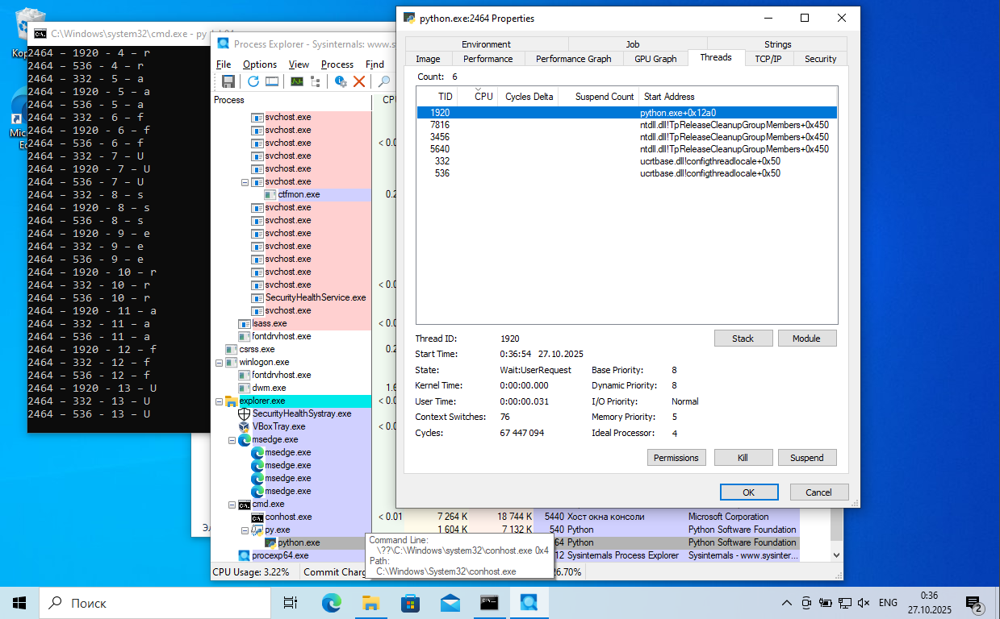 Кор
Mic
Ec
C:\Windows\system32\cmd.exe - py
2464 - 1920 - 4 - r
2464 - 536 - 4 - r
2464 - 332 - 5 - a
2464 - 1920 - 5 - a
2464 - 536 - 5 - a
2464 - 332 - 6 - f
2464 - 1920 - 6 - f
2464 - 536 - 6 - f
2464 - 332 - 7 - U
2464 - 1920 - 7 - U
2464 - 536 - 7 - U
2464 - 332 - 8 - s
2464 - 1920 - 8 - s
2464 - 536 - 8 - s
2464 - 1920 - 9 - e
2464 - 332 - 9 - e
2464 - 536 - 9 - e
2464 - 1920 - 10 - r
2464 - 332 - 10 - r
2464 - 536 - 10 - r
2464 - 1920 - 11 - a
2464 - 332 - 11 - a
2464 - 536 - 11 - a
2464 - 1920 - 12 - f
2464 - 332 - 12 - f
2464 - 536 - 12 - f
2464 - 1920 - 13 - U
2464 - 332 - 13 - U
2464 - 536 - 13 - U
Эл
Process Explorer - Sysinternals: www.s
File Options View Process Find
Process CPU
svchost.exe
svchost.exe
svchost.exe < 0.0
svchost.exe
svchost.exe
svchost.exe
ctfmon.exe 0.2
svchost.exe
svchost.exe
svchost.exe
svchost.exe
svchost.exe
svchost.exe
svchost.exe < 0.0
SecurityHealthService.exe
svchost.exe
lsass.exe < 0.0
fontdrvhost.exe
csrss.exe 0.2
winlogon.exe
fontdrvhost.exe
dwm.exe 1.6
explorer.exe < 0.0
SecurityHealthSystray.exe
VBoxTray.exe < 0.0
msedge.exe
msedge.exe
msedge.exe
msedge.exe
msedge.exe
cmd.exe
conhost.exe < 0.01 7 264 K 18 744 K 5440 Хост окна консоли Microsoft Corporation
py.exe 1 604 K 7 132 K 540 Python Python Software Foundation
python.exe 64 Python Python Software Foundation
procexp64.exe 12 Sysinternals Process Explorer Sysinternals - www.sysinter...
CPU Usage: 3.22% Commit Charg 26.70%
Command Line:
\??\C:\Windows\system32\conhost.exe 0x4
Path:
C:\Windows\System32\conhost.exe
python.exe:2464 Properties
Environment Job Strings
Image Performance Performance Graph GPU Graph Threads TCP/IP Security
Count: 6
TID CPU Cycles Delta Suspend Count Start Address
1920 python.exe+0x12a0
7816 ntdll.dll!TpReleaseCleanupGroupMembers+0x450
3456 ntdll.dll!TpReleaseCleanupGroupMembers+0x450
5640 ntdll.dll!TpReleaseCleanupGroupMembers+0x450
332 ucrtbase.dll!configthreadlocale+0x50
536 ucrtbase.dll!configthreadlocale+0x50
Thread ID: 1920 Stack Module
Start Time: 0:36:54 27.10.2025
State: Wait:UserRequest Base Priority: 8
Kernel Time: 0:00:00.000 Dynamic Priority: 8
User Time: 0:00:00.031 I/O Priority: Normal
Context Switches: 76 Memory Priority: 5
Cycles: 67 447 094 Ideal Processor: 4
Permissions Kill Suspend
OK Cancel
Поиск
ENG
0:36
27.10.2025
2